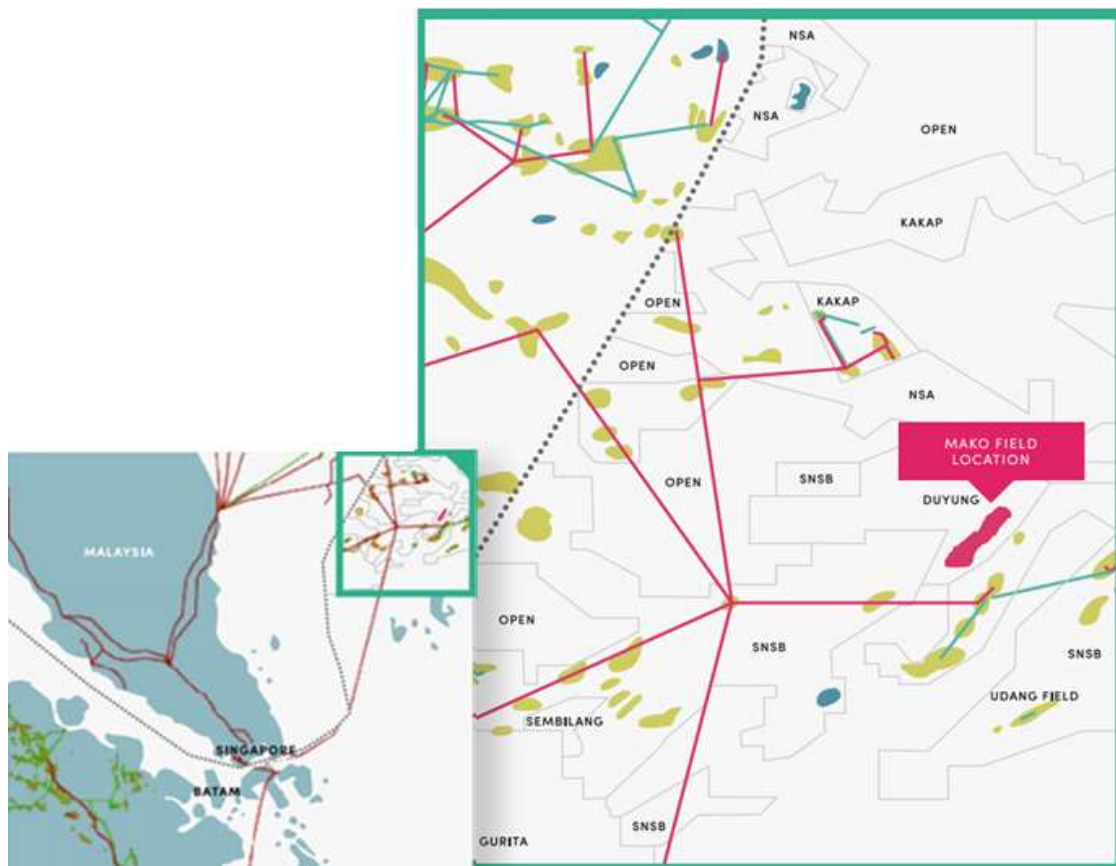 NSA
NSA
OPEN
KAKAP
OPEN
KAKAP
OPEN
NSA
MAKO FIELD
LOCATION
SNSB
OPEN
DUYUNG
MALAYSIA
OPEN
SNSB
SNSB
UDANG FIELD
SEMBILANG
SINGAPORE
BATAM
SNSB
GURITA